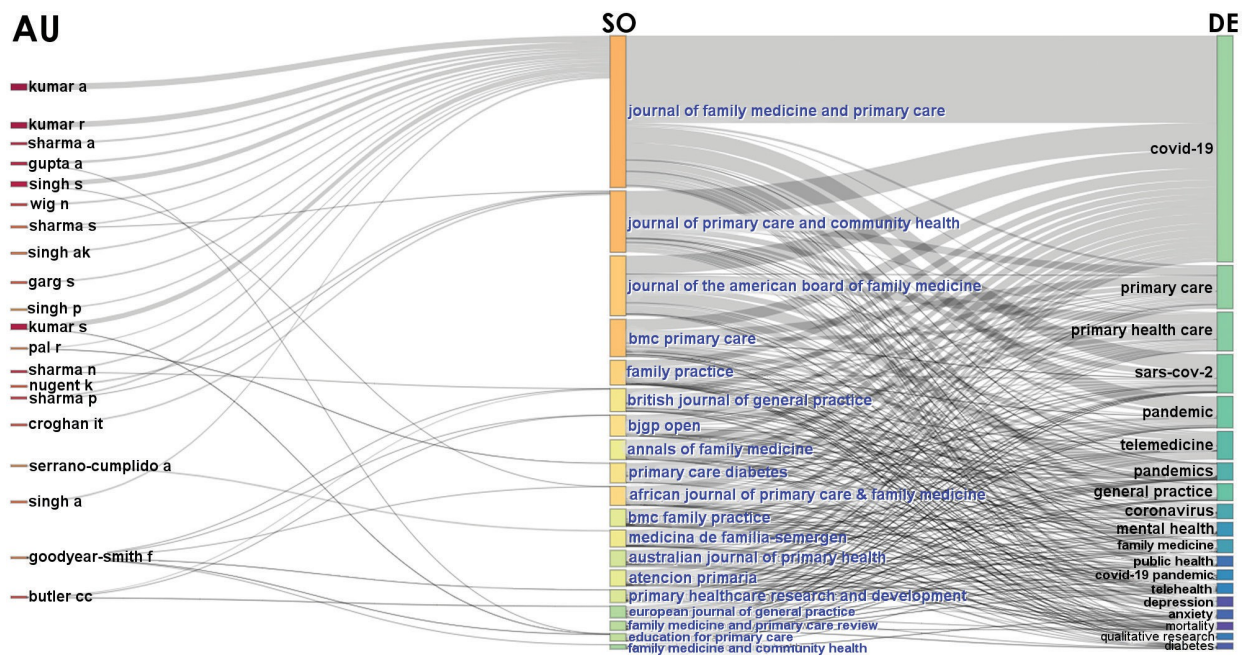 AU
SO
DE
kumar a
kumar r
sharma a
gupta a
singh s
wig n
sharma s
singh ak
garg s
singh p
kumar s
pal r
sharma n
nugent k
sharma p
croghan it
serrano-cumplido a
singh a
goodyear-smith f
butler cc
journal of family medicine and primary care
journal of primary care and community health
journal of the american board of family medicine
bmc primary care
family practice
british journal of general practice
bjgp open
annals of family medicine
primary care diabetes
african journal of primary care & family medicine
bmc family practice
medicina de familia-semergen
australian journal of primary health
atencion primaria
primary healthcare research and development
european journal of general practice
family medicine and primary care review
education for primary care
family medicine and community health
covid-19
primary care
primary health care
sars-cov-2
pandemic
telemedicine
pandemics
general practice
coronavirus
mental health
family medicine
public health
covid-19 pandemic
telehealth
depression
anxiety
mortality
qualitative research
diabetes